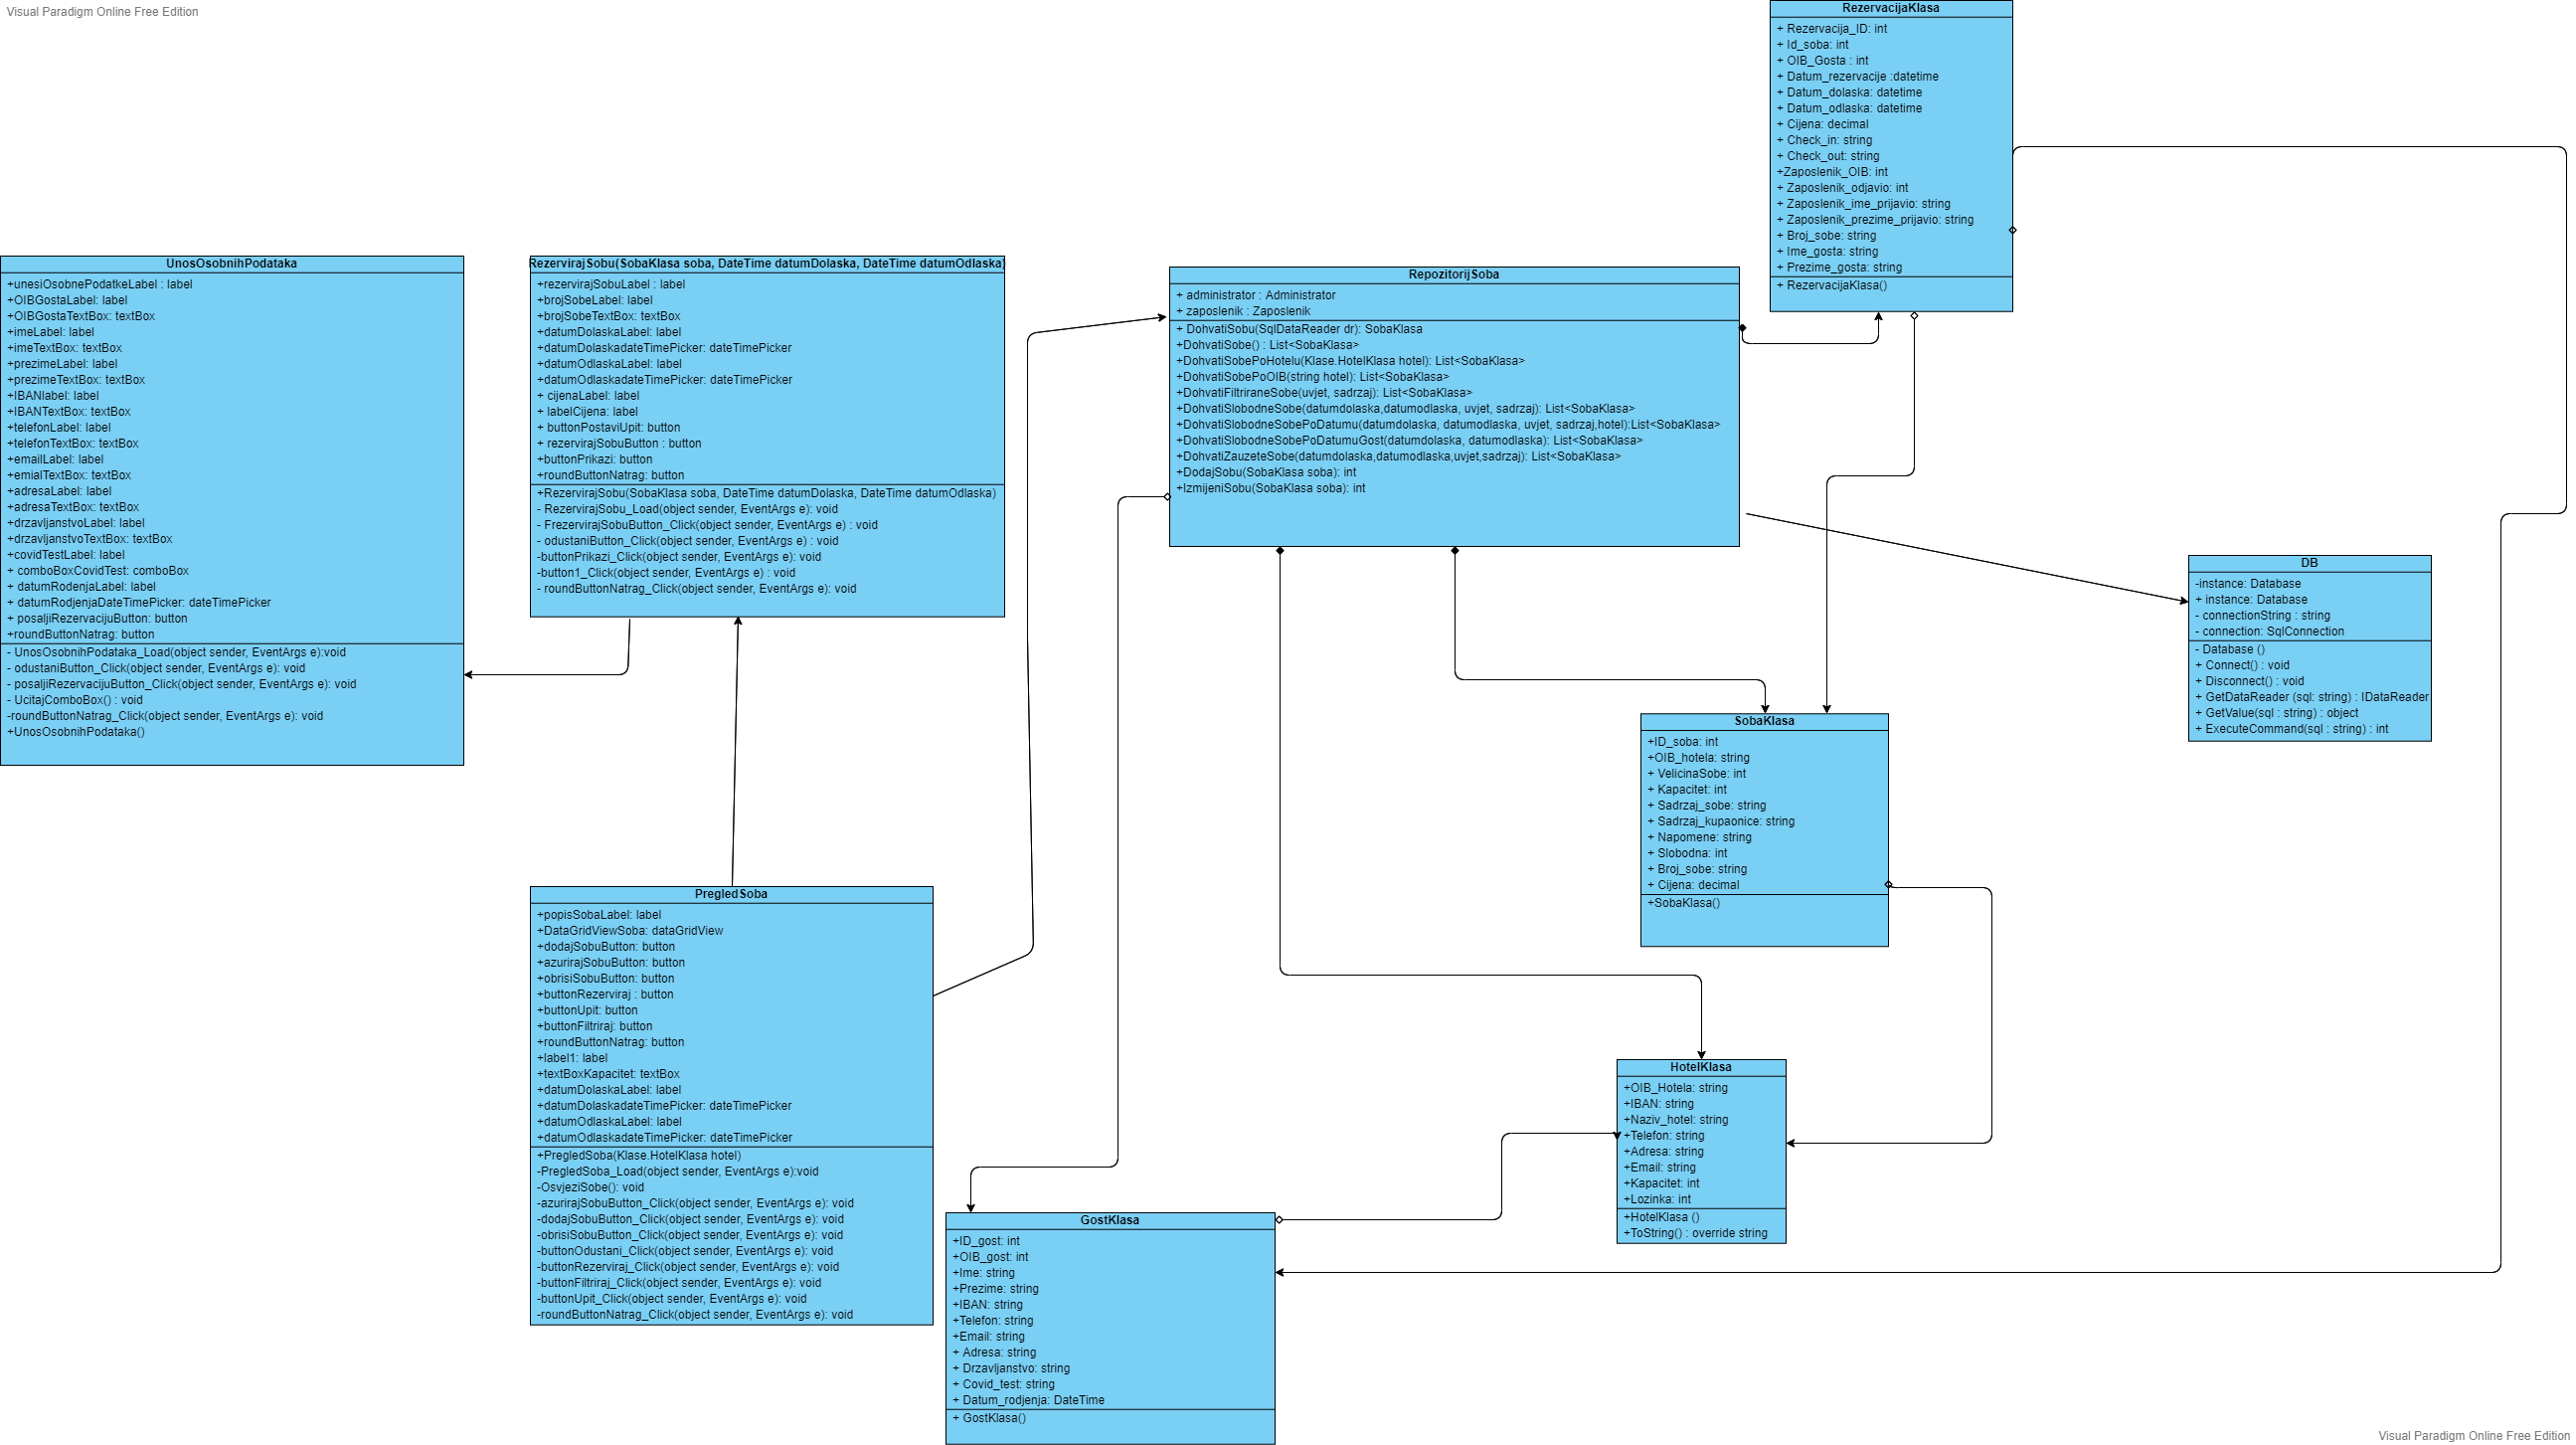 Visual Paradigm Online Free Edition
RezervacijaKlasa
+ Rezervacija_ID: int
+ Id_soba: int
+ OIB_Gosta : int
+ Datum_rezervacije :datetime
+ Datum_dolaska: datetime
+ Datum_odlaska: datetime
+ Cijena: decimal
+ Check_in: string
+ Check_out: string
+Zaposlenik_OIB: int
+ Zaposlenik_odjavio: int
+ Zaposlenik_ime_prijavio: string
+ Zaposlenik_prezime_prijavio: string
+ Broj_sobe: string
+ Ime_gosta: string
+ Prezime_gosta: string
+ RezervacijaKlasa()
UnosOsobnihPodataka
+unesiOsobnePodatkeLabel : label
+OIBGostaLabel: label
+OIBGostaTextBox: textBox
+imeLabel: label
+imeTextBox: textBox
+prezimeLabel: label
+prezimeTextBox: textBox
+IBANlabel: label
+IBANTextBox: textBox
+telefonLabel: label
+telefonTextBox: textBox
+emailLabel: label
+emialTextBox: textBox
+adresaLabel: label
+adresaTextBox: textBox
+drzavljanstvoLabel: label
+drzavljanstvoTextBox: textBox
+covidTestLabel: label
+ comboBoxCovidTest: comboBox
+ datumRodenjaLabel: label
+ datumRodjenjaDateTimePicker: dateTimePicker
+ posaljiRezervacijuButton: button
+roundButtonNatrag: button
- UnosOsobnihPodataka_Load(object sender, EventArgs e):void
- odustaniButton_Click(object sender, EventArgs e): void
- posaljiRezervacijuButton_Click(object sender, EventArgs e): void
- UcitajComboBox() : void
-roundButtonNatrag_Click(object sender, EventArgs e): void
+UnosOsobnihPodataka()
RezervirajSobu(SobaKlasa soba, DateTime datumDolaska, DateTime datumOdlaska)
+rezervirajSobuLabel : label
+brojSobeLabel: label
+brojSobeTextBox: textBox
+datumDolaskaLabel: label
+datumDolaskadateTimePicker: dateTimePicker
+datumOdlaskaLabel: label
+datumOdlaskadateTimePicker: dateTimePicker
+ cijenaLabel: label
+ labelCijena: label
+ buttonPostaviUpit: button
+ rezervirajSobuButton : button
+buttonPrikazi: button
+roundButtonNatrag: button
+RezervirajSobu(SobaKlasa soba, DateTime datumDolaska, DateTime datumOdlaska)
- RezervirajSobu_Load(object sender, EventArgs e): void
- FrezervirajSobuButton_Click(object sender, EventArgs e) : void
- odustaniButton_Click(object sender, EventArgs e) : void
-buttonPrikazi_Click(object sender, EventArgs e): void
-button1_Click(object sender, EventArgs e) : void
- roundButtonNatrag_Click(object sender, EventArgs e): void
RepozitorijSoba
+ administrator : Administrator
+ zaposlenik : Zaposlenik
+ DohvatiSobu(SqlDataReader dr): SobaKlasa
+DohvatiSobe() : List<SobaKlasa>
+DohvatiSobePoHotelu(Klase.HotelKlasa hotel): List<SobaKlasa>
+DohvatiSobePoOIB(string hotel): List<SobaKlasa>
+DohvatiFiltriraneSobe(uvjet, sadrzaj): List<SobaKlasa>
+DohvatiSlobodneSobe(datumdolaska,datumodlaska, uvjet, sadrzaj): List<SobaKlasa>
+DohvatiSlobodneSobePoDatumu(datumdolaska, datumodlaska, uvjet, sadrzaj,hotel):List<SobaKlasa>
+DohvatiSlobodneSobePoDatumuGost(datumdolaska, datumodlaska): List<SobaKlasa>
+DohvatiZauzeteSobe(datumdolaska,datumodlaska,uvjet,sadrzaj): List<SobaKlasa>
+DodajSobu(SobaKlasa soba): int
+IzmijeniSobu(SobaKlasa soba): int
DB
-instance: Database
+ instance: Database
- connectionString : string
- connection: SqlConnection
- Database ()
+ Connect() : void
+ Disconnect() : void
+ GetDataReader (sql: string) : IDataReader
+ GetValue(sql : string) : object
+ ExecuteCommand(sql : string) : int
SobaKlasa
+ID_soba: int
+OIB_hotela: string
+ VelicinaSobe: int
+ Kapacitet: int
+ Sadrzaj_sobe: string
+ Sadrzaj_kupaonice: string
+ Napomene: string
+ Slobodna: int
+ Broj_sobe: string
+ Cijena: decimal
+SobaKlasa()
PregledSoba
+popisSobaLabel: label
+DataGridViewSoba: dataGridView
+dodajSobuButton: button
+azurirajSobuButton: button
+obrisiSobuButton: button
+buttonRezerviraj : button
+buttonUpit: button
+buttonFiltriraj: button
+roundButtonNatrag: button
+label1: label
+textBoxKapacitet: textBox
+datumDolaskaLabel: label
+datumDolaskadateTimePicker: dateTimePicker
+datumOdlaskaLabel: label
+datumOdlaskadateTimePicker: dateTimePicker
+PregledSoba(Klase.HotelKlasa hotel)
-PregledSoba_Load(object sender, EventArgs e):void
-OsvjeziSobe(): void
-azurirajSobuButton_Click(object sender, EventArgs e): void
-dodajSobuButton_Click(object sender, EventArgs e): void
-obrisiSobuButton_Click(object sender, EventArgs e): void
-buttonOdustani_Click(object sender, EventArgs e): void
-buttonRezerviraj_Click(object sender, EventArgs e): void
-buttonFiltriraj_Click(object sender, EventArgs e): void
-buttonUpit_Click(object sender, EventArgs e): void
-roundButtonNatrag_Click(object sender, EventArgs e): void
HotelKlasa
+OIB_Hotela: string
+IBAN: string
+Naziv_hotel: string
+Telefon: string
+Adresa: string
+Email: string
+Kapacitet: int
+Lozinka: int
+HotelKlasa ()
+ToString() : override string
GostKlasa
+ID_gost: int
+OIB_gost: int
+Ime: string
+Prezime: string
+IBAN: string
+Telefon: string
+Email: string
+ Adresa: string
+ Drzavljanstvo: string
+ Covid_test: string
+ Datum_rodjenja: DateTime
+ GostKlasa()
Visual Paradigm Online Free Edition